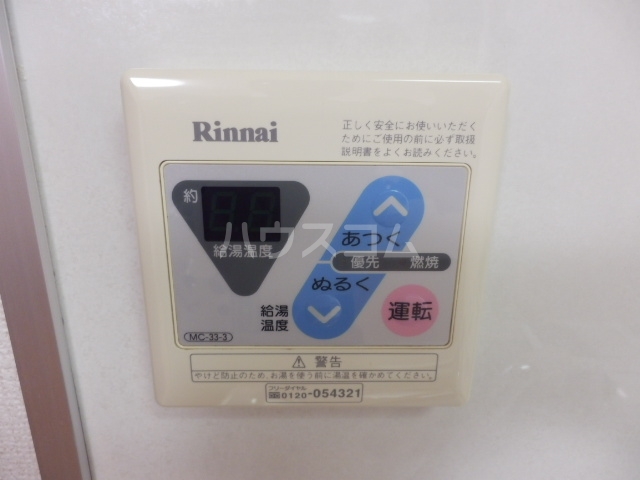 Rinnai
正しく安全にお使いいただく
ためにご使用の前に必ず取扱
説明書をよくお読みください。
約
給湯温度
あつく
優先 燃焼
ぬるく
給湯
温度
運転
MC-33-3
⚠ 警告
やけど防止のため、お湯を使う前に湯温を確かめてください。
フリーダイヤル
0120-054321
ハウスコム